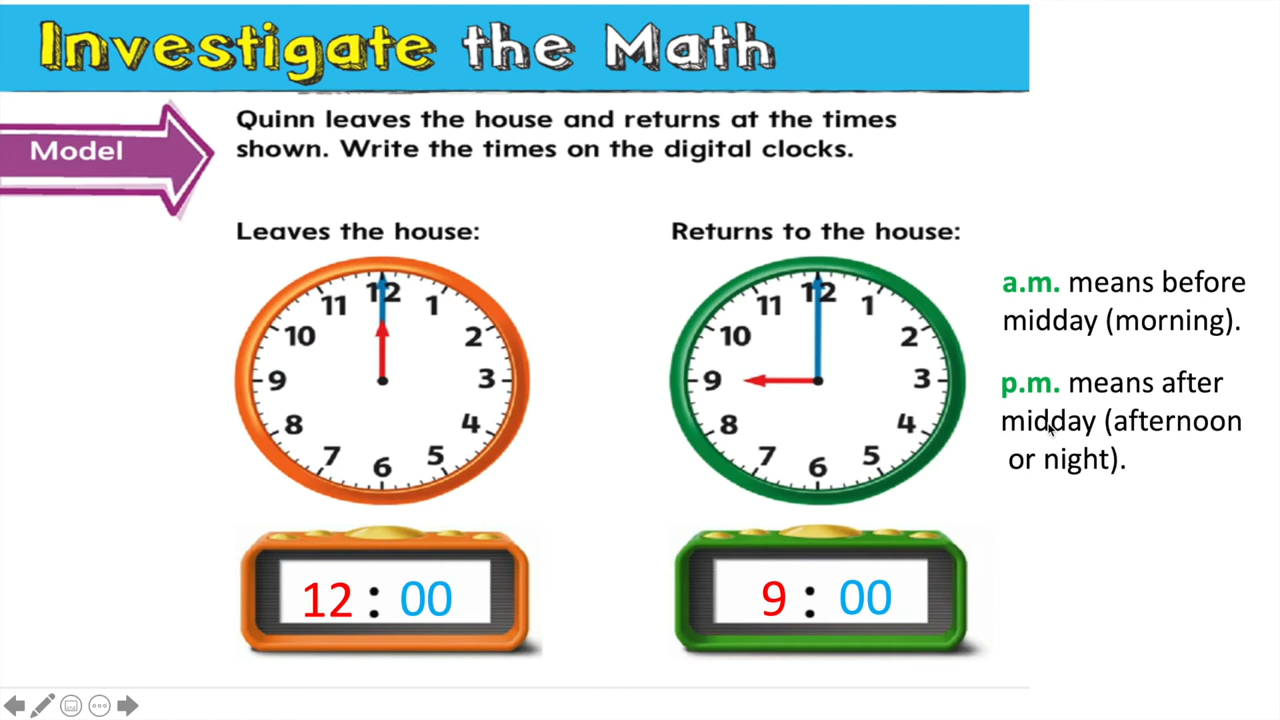 Investigate the Math
Model
Quinn leaves the house and returns at the times
shown. Write the times on the digital clocks.
Leaves the house:
Returns to the house:
12
1
2
3
4
5
6
7
8
9
10
11
12
1
2
3
4
5
6
7
8
9
10
11
a.m. means before
midday (morning).
p.m. means after
midday (afternoon
or night).
12 : 00
9 : 00